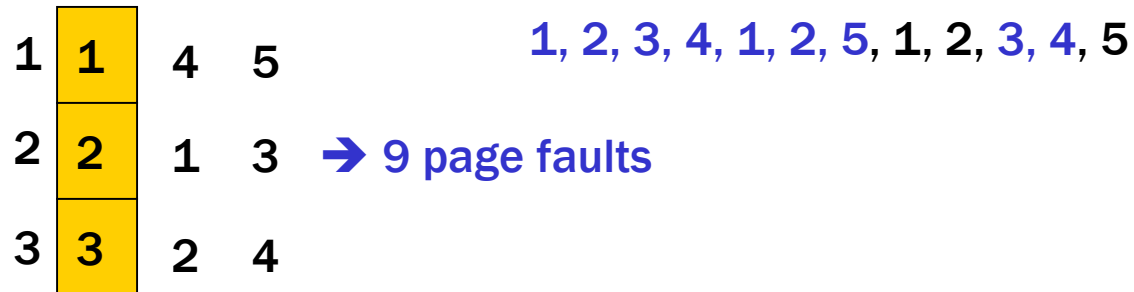 1, 2, 3, 4, 1, 2, 5, 1, 2, 3, 4, 5
1 1 4 5
2 2 1 3 ➔ 9 page faults
3 3 2 4